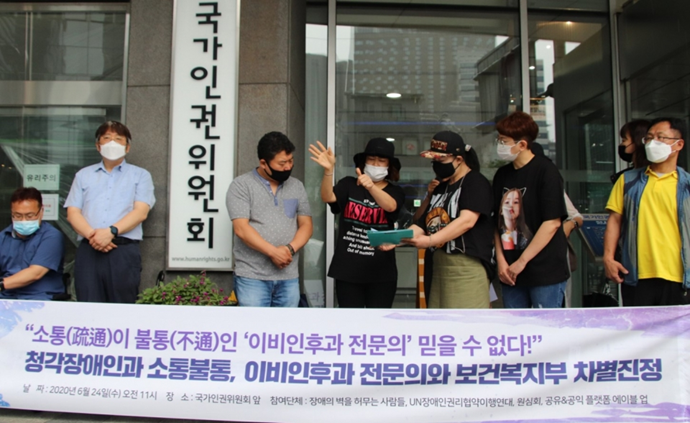 국가인권위원회
www.humanrights.go.kr
유리주의
RESERVE
“소통(疏通)이 불통(不通)인 ‘이비인후과 전문의’ 믿을 수 없다!”
청각장애인과 소통불통, 이비인후과 전문의와 보건복지부 차별진정
날 짜 : 2020년 6월 24일(수) 오전 11시 장 소 : 국가인권위원회 앞 참여단체 : 장애의 벽을 허무는 사람들, UN장애인권리협약이행연대, 원심회, 공유&공익 플랫폼 에이블 업